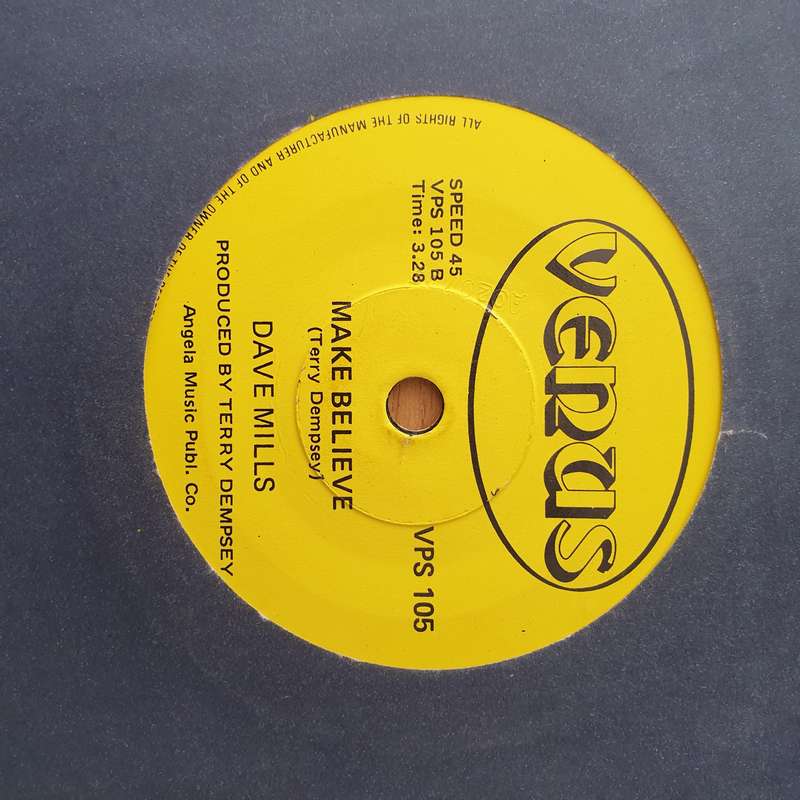 VENUS
SPEED 45
VPS 105 B
Time: 3.28
VPS 105
MAKE BELIEVE
(Terry Dempsey)
DAVE MILLS
PRODUCED BY TERRY DEMPSEY
Angela Music Publ. Co.
ALL RIGHTS OF THE MANUFACTURER AND OF THE OWNER OF THE